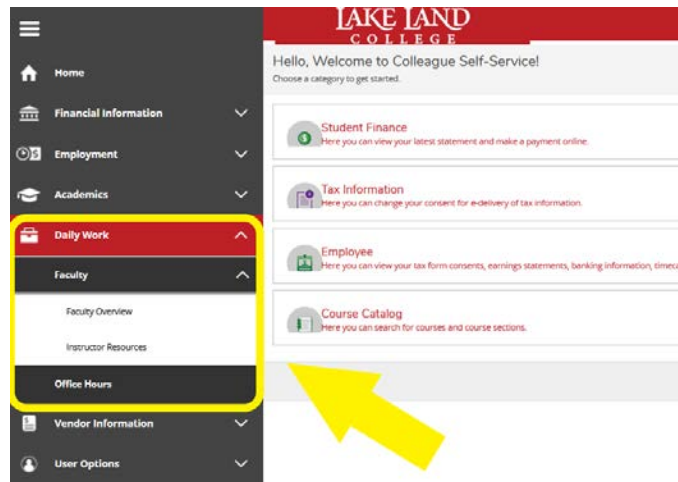 LAKE LAND
COLLEGE
Home
Financial Information
Employment
Academics
Daily Work
Faculty
Faculty Overview
Instructor Resources
Office Hours
Vendor Information
User Options
Hello, Welcome to Colleague Self-Service!
Choose a category to get started.
Student Finance
Here you can view your latest statement and make a payment online.
Tax Information
Here you can change your consent for e-delivery of tax information.
Employee
Here you can view your tax form consents, earnings statements, banking information, timeca
Course Catalog
Here you can search for courses and course sections.